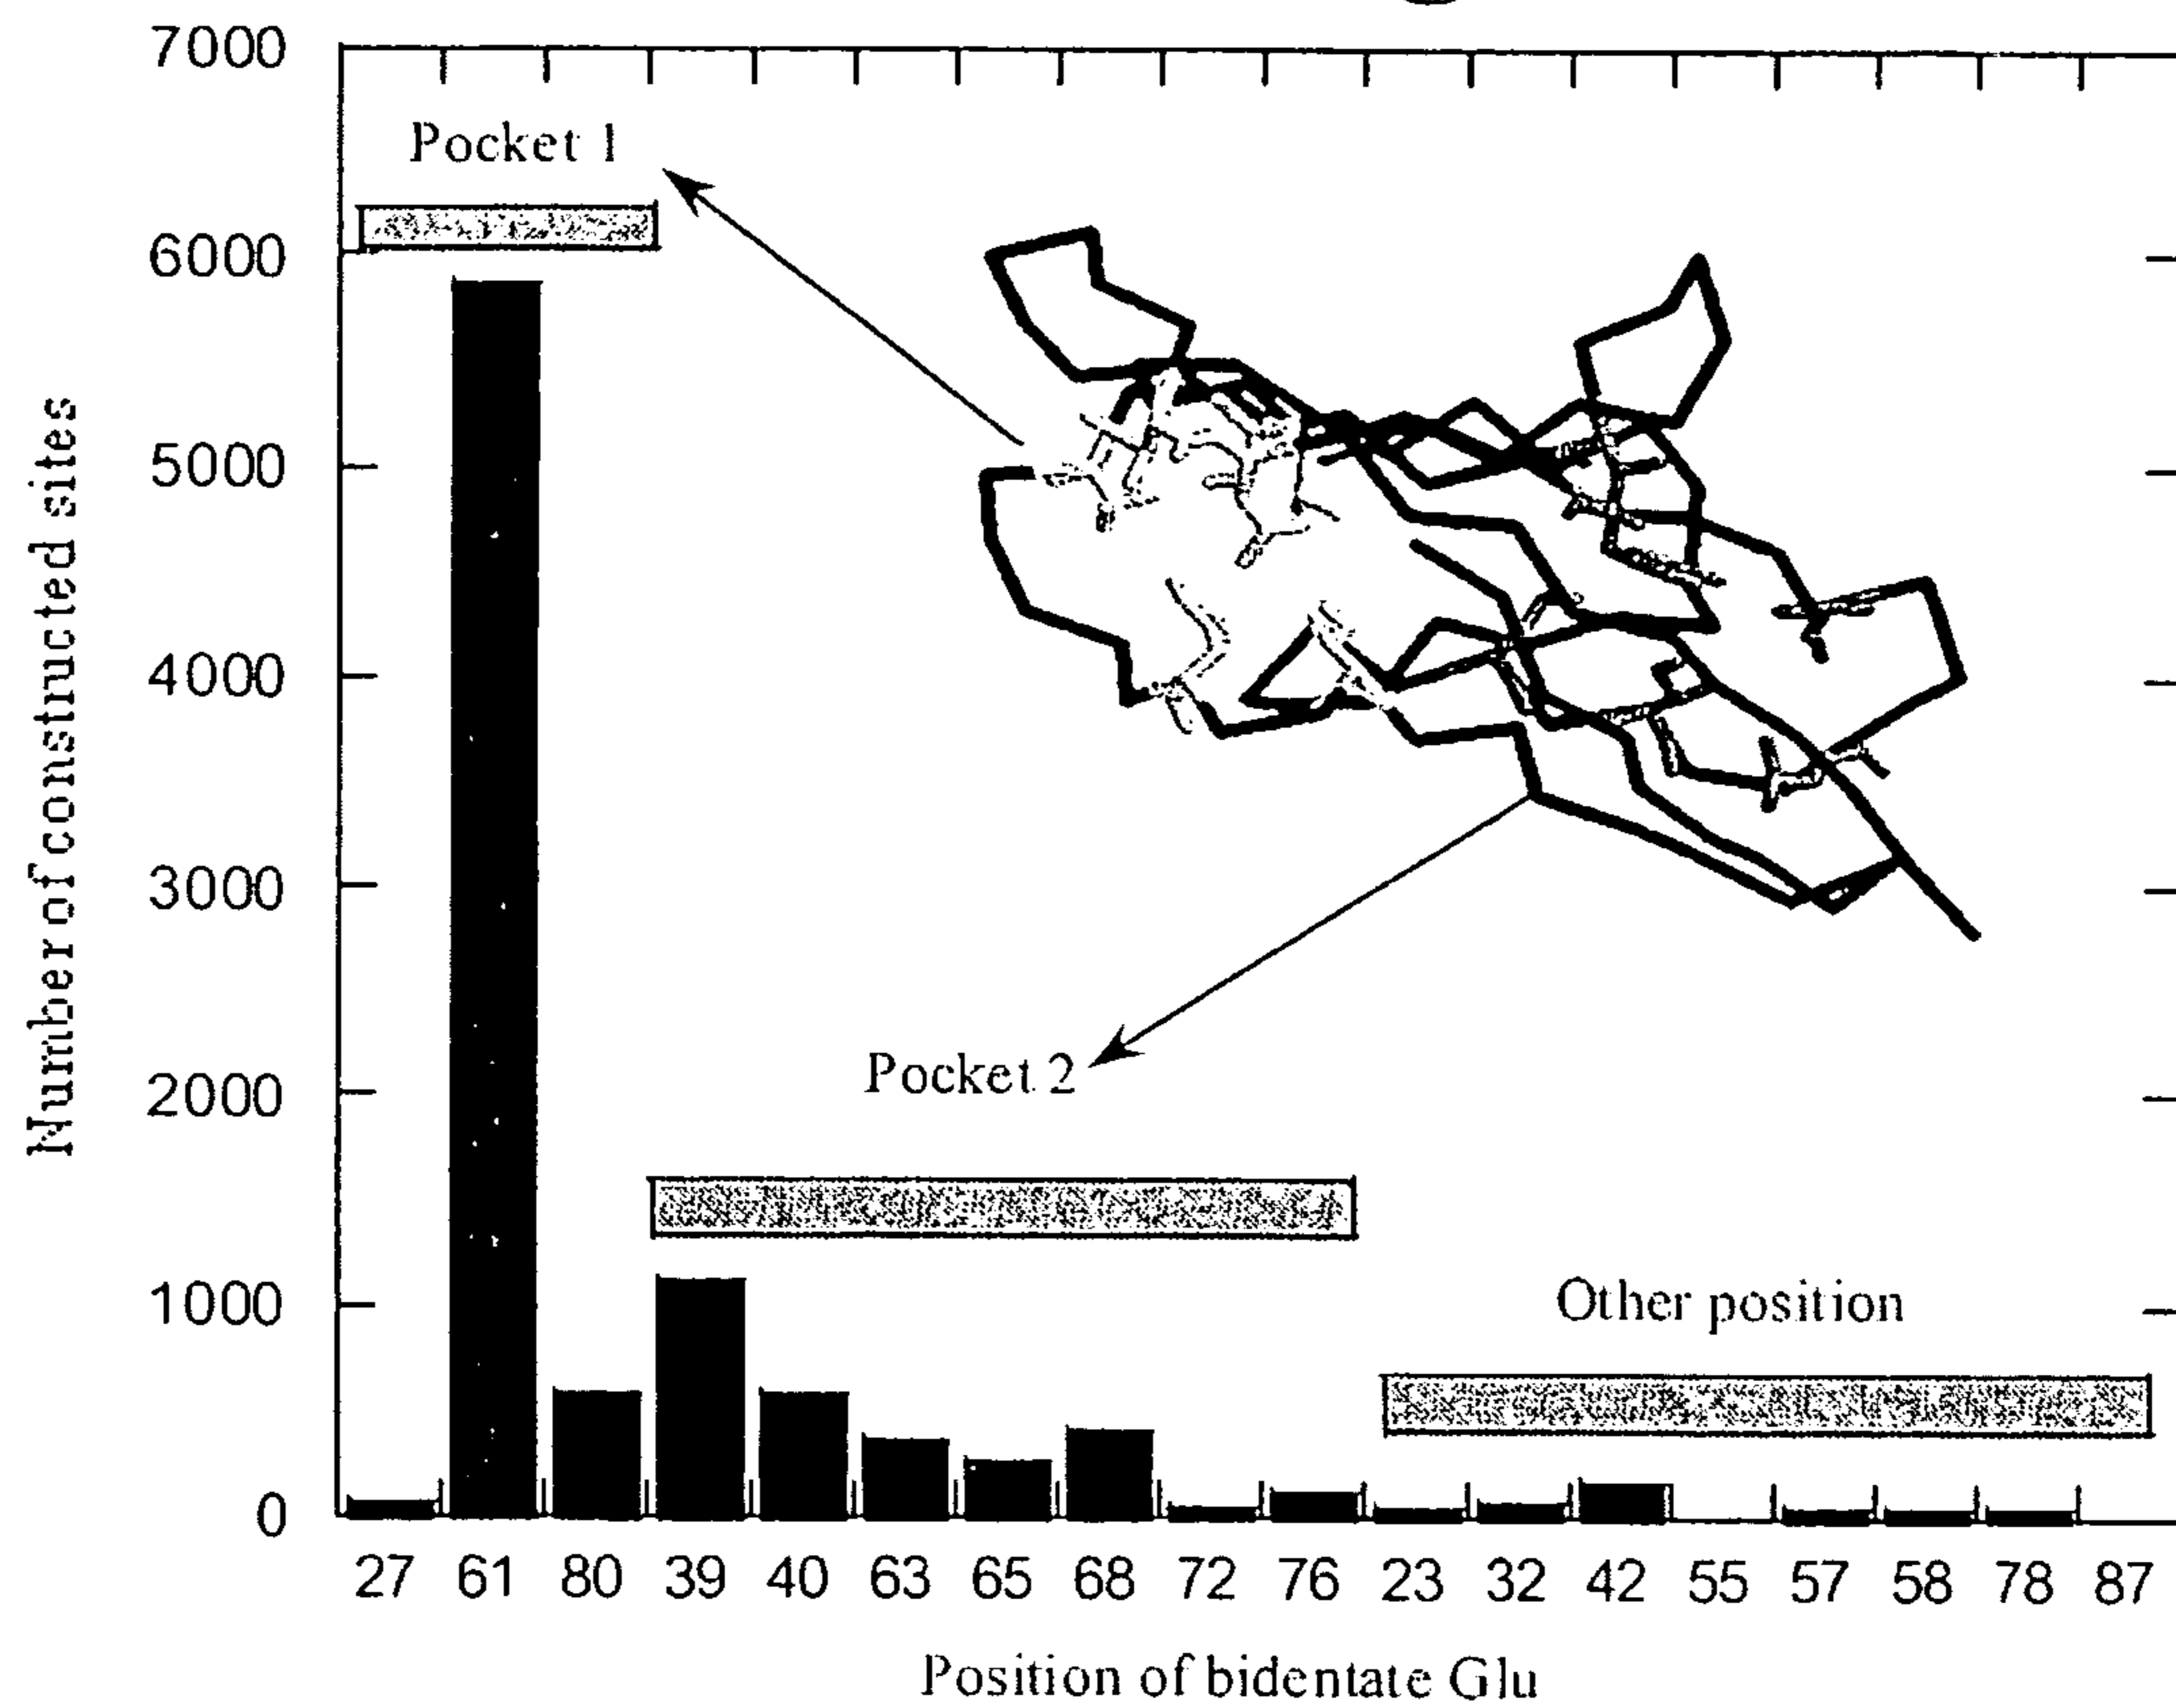 7000
Pocket 1
6000
5000
4000
3000
2000
Pocket 2
1000
Other position
0
27 61 80 39 40 63 65 68 72 76 23 32 42 55 57 58 78 87
Position of bidentate Glu
Number of constructed sites